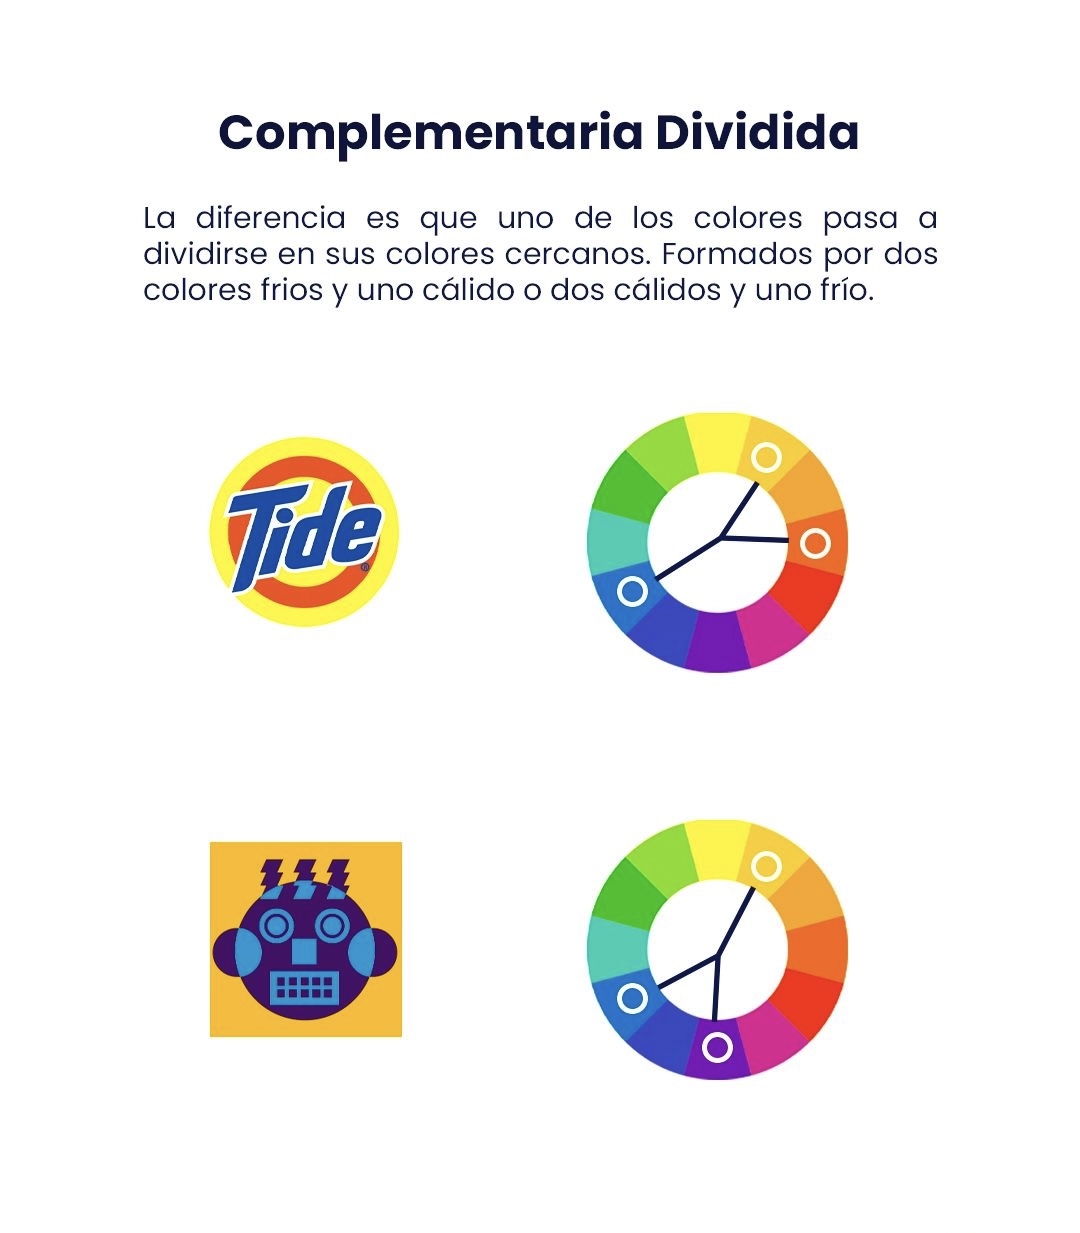 Complementaria Dividida
La diferencia es que uno de los colores pasa a
dividirse en sus colores cercanos. Formados por dos
colores frios y uno cálido o dos cálidos y uno frío.
Tide
®